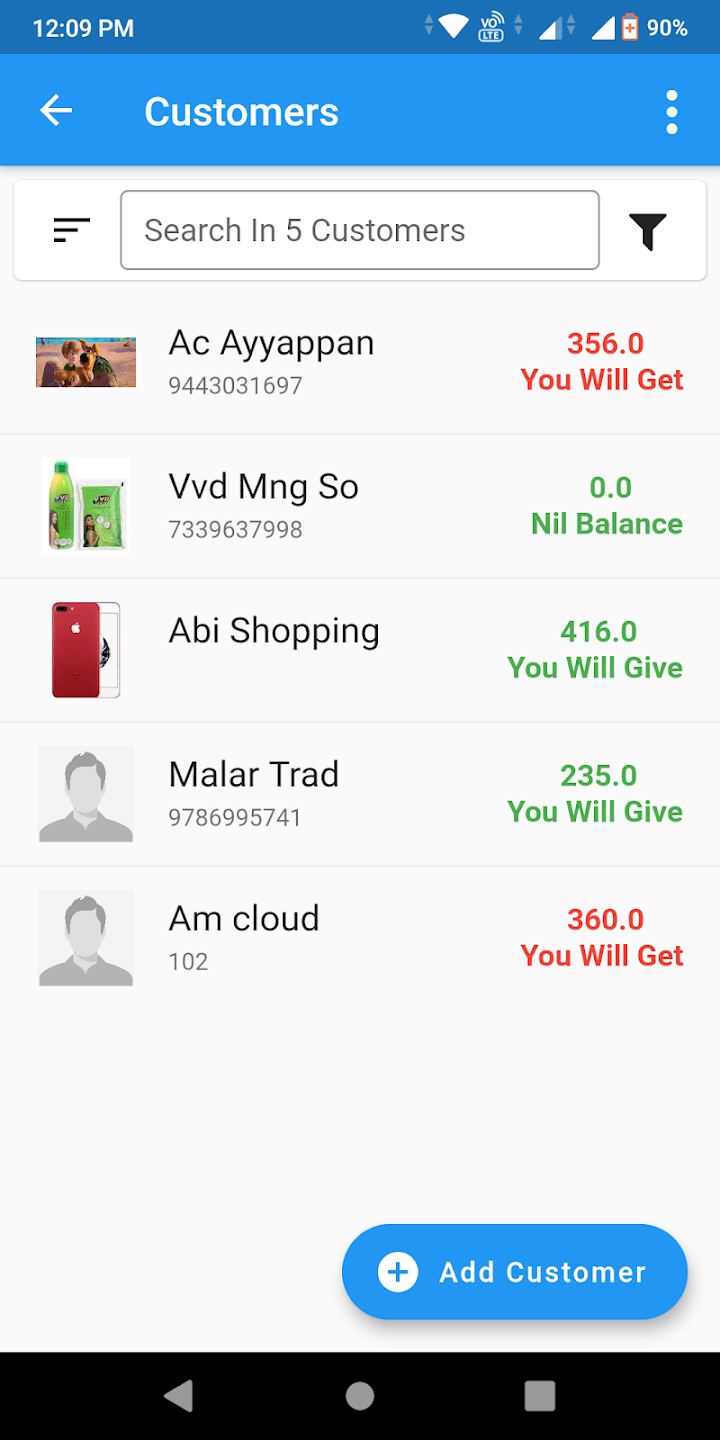 12:09 PM
VO LTE
90%
Customers
Search In 5 Customers
Ac Ayyappan
356.0
9443031697
You Will Get
Vvd Mng So
0.0
7339637998
Nil Balance
VVD
VVD
Abi Shopping
416.0
You Will Give
Malar Trad
235.0
9786995741
You Will Give
Am cloud
360.0
102
You Will Get
Add Customer